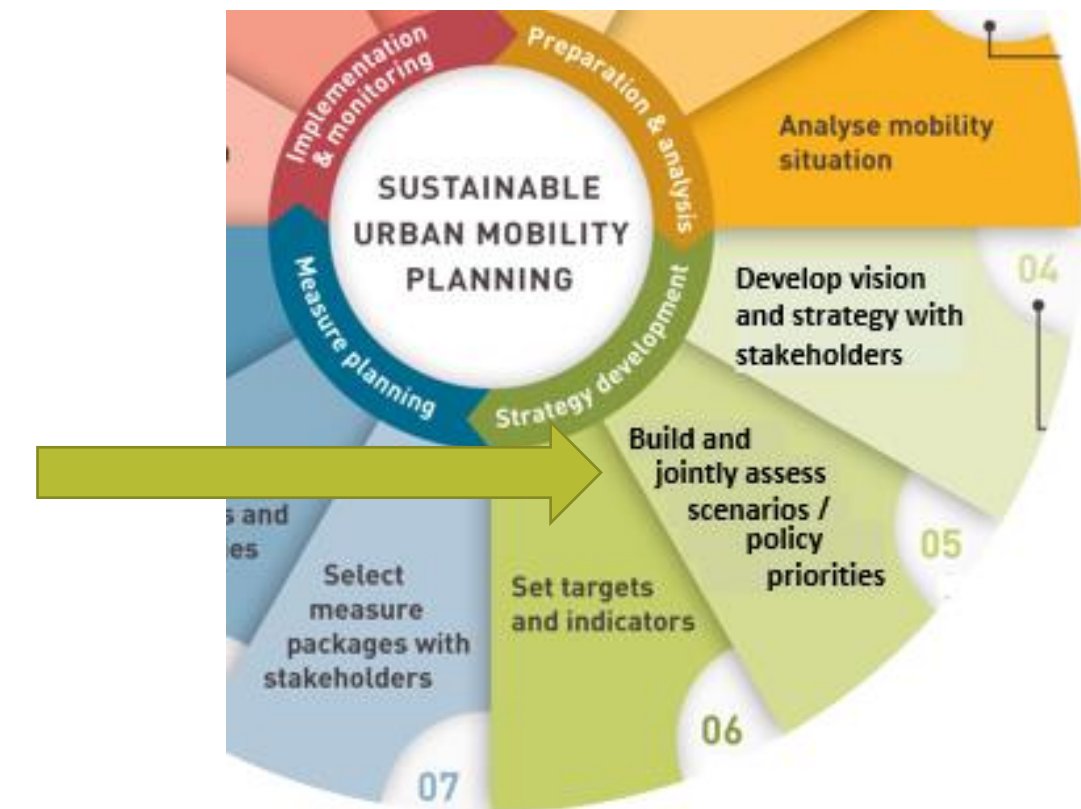 Implementation
& monitoring
Preparation & analysis
SUSTAINABLE
URBAN MOBILITY
PLANNING
Measure planning
Strategy development
Analyse mobility
situation
04
Develop vision
and strategy with
stakeholders
05
Build and
jointly assess
scenarios /
policy
priorities
06
Set targets
and indicators
07
Select
measure
packages with
stakeholders
and